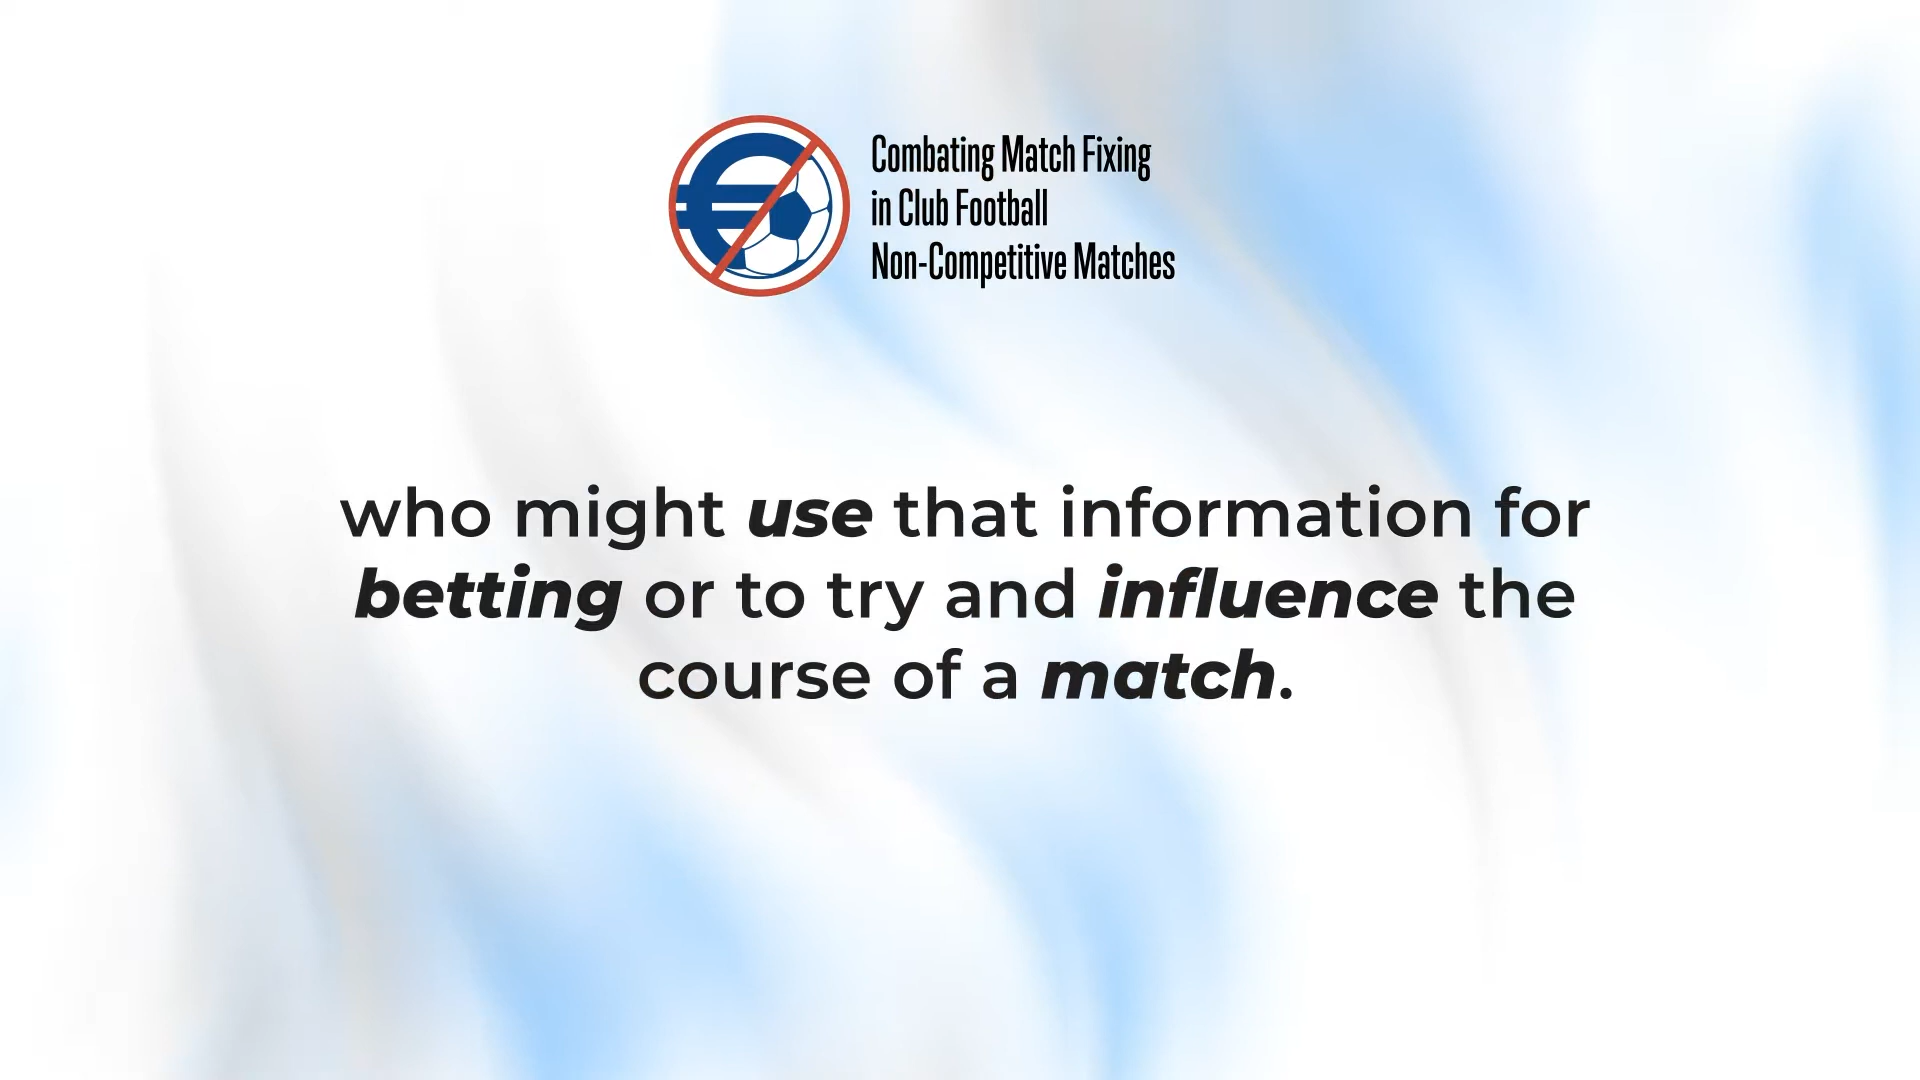 Combating Match Fixing
in Club Football
Non-Competitive Matches
who might use that information for
betting or to try and influence the
course of a match.